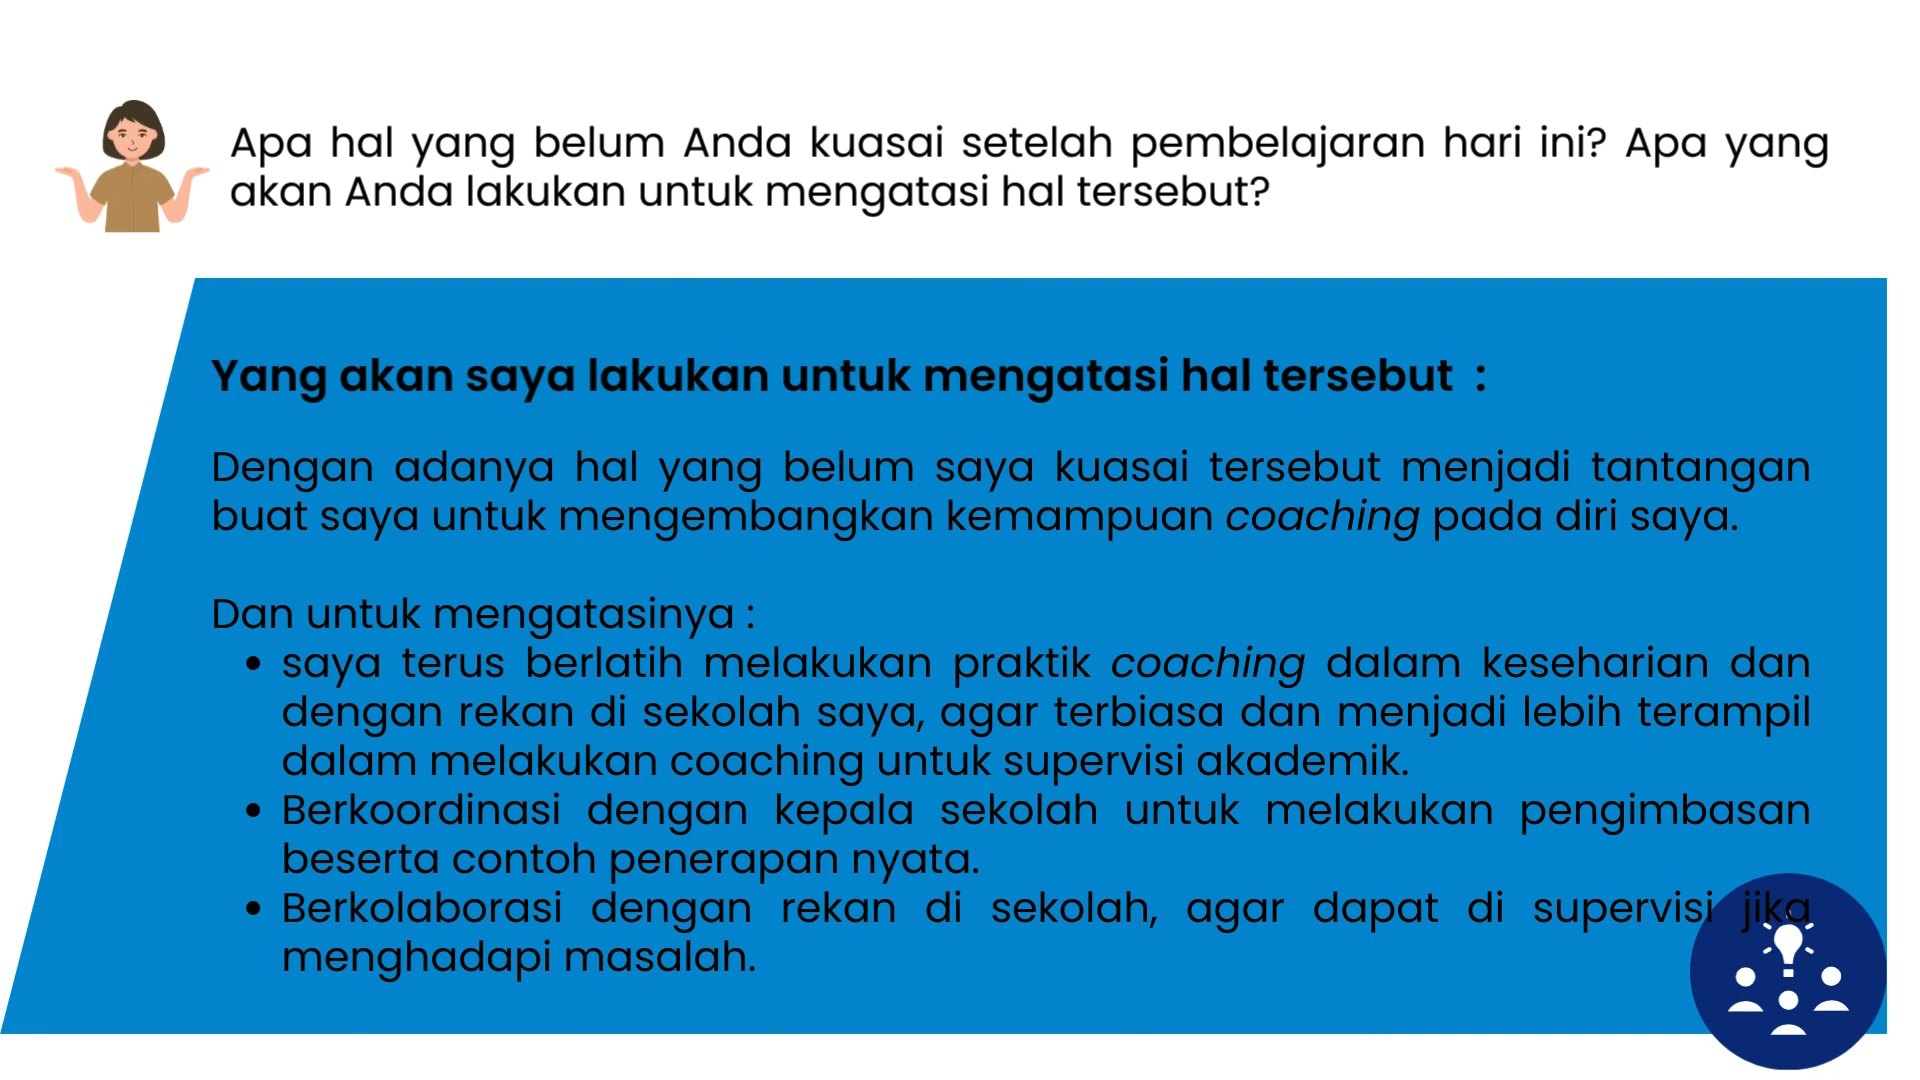 Apa hal yang belum Anda kuasai setelah pembelajaran hari ini? Apa yang
akan Anda lakukan untuk mengatasi hal tersebut?
Yang akan saya lakukan untuk mengatasi hal tersebut :
Dengan adanya hal yang belum saya kuasai tersebut menjadi tantangan
buat saya untuk mengembangkan kemampuan coaching pada diri saya.
Dan untuk mengatasinya :
• saya terus berlatih melakukan praktik coaching dalam keseharian dan
dengan rekan di sekolah saya, agar terbiasa dan menjadi lebih terampil
dalam melakukan coaching untuk supervisi akademik.
• Berkoordinasi dengan kepala sekolah untuk melakukan pengimbasan
beserta contoh penerapan nyata.
• Berkolaborasi dengan rekan di sekolah, agar dapat di supervisi jika
menghadapi masalah.